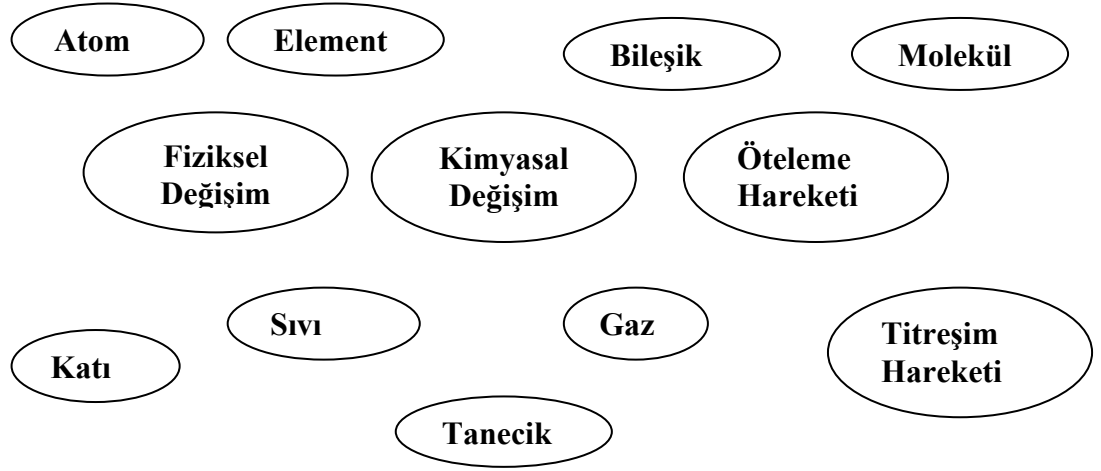 Atom
Element
Bileşik
Molekül
Fiziksel
Değişim
Kimyasal
Değişim
Öteleme
Hareketi
Sıvı
Gaz
Titreşim
Hareketi
Katı
Tanecik